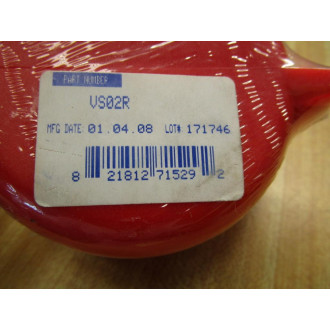 PART NUMBER
VS02R
MFG DATE 01.04.08 LOT# 171746
8 21812 71529 2